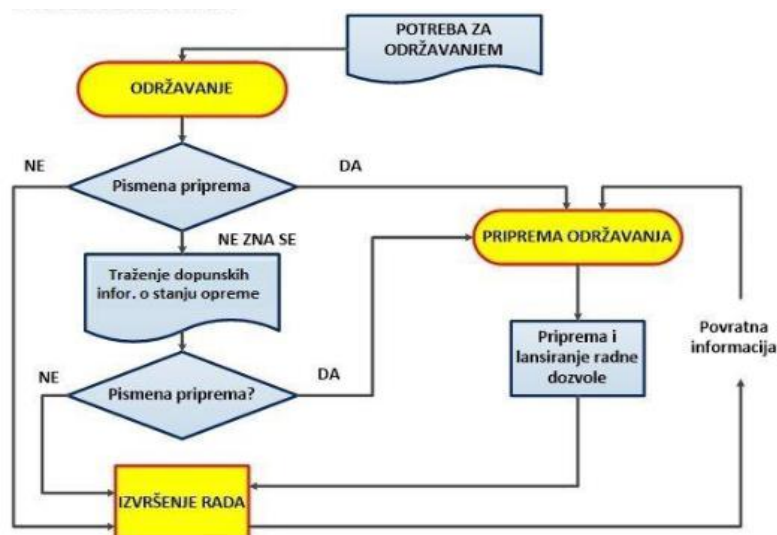 POTREBA ZA
ODRŽAVANJEM
ODRŽAVANJE
NE
DA
Pismena priprema
NE ZNA SE
PRIPREMA ODRŽAVANJA
Traženje dopunskih
infor. o stanju opreme
Priprema i
lansiranje radne
dozvole
Povratna
informacija
NE
DA
Pismena priprema?
IZVRŠENJE RADA